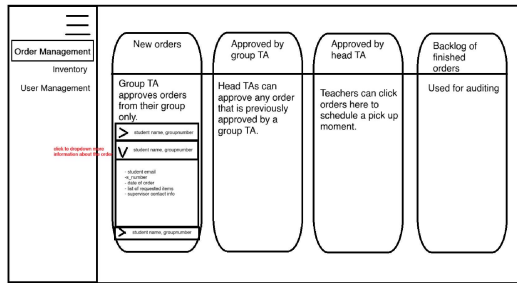 Order Management
Inventory
User Management
click to dropdown more
information about the order
New orders
Group TA
approves orders
from their group
only.
> student name, groupnumber
V student name, groupnumber
- student email
- date of order
- list of requested items
- supervisor contact info
> student name, groupnumber
Approved by
group TA
Head TAs can
approve any order
that is previously
approved by a
group TA.
Approved by
head TA
Teachers can click
orders here to
schedule a pick up
moment.
Backlog of
finished
orders
Used for auditing